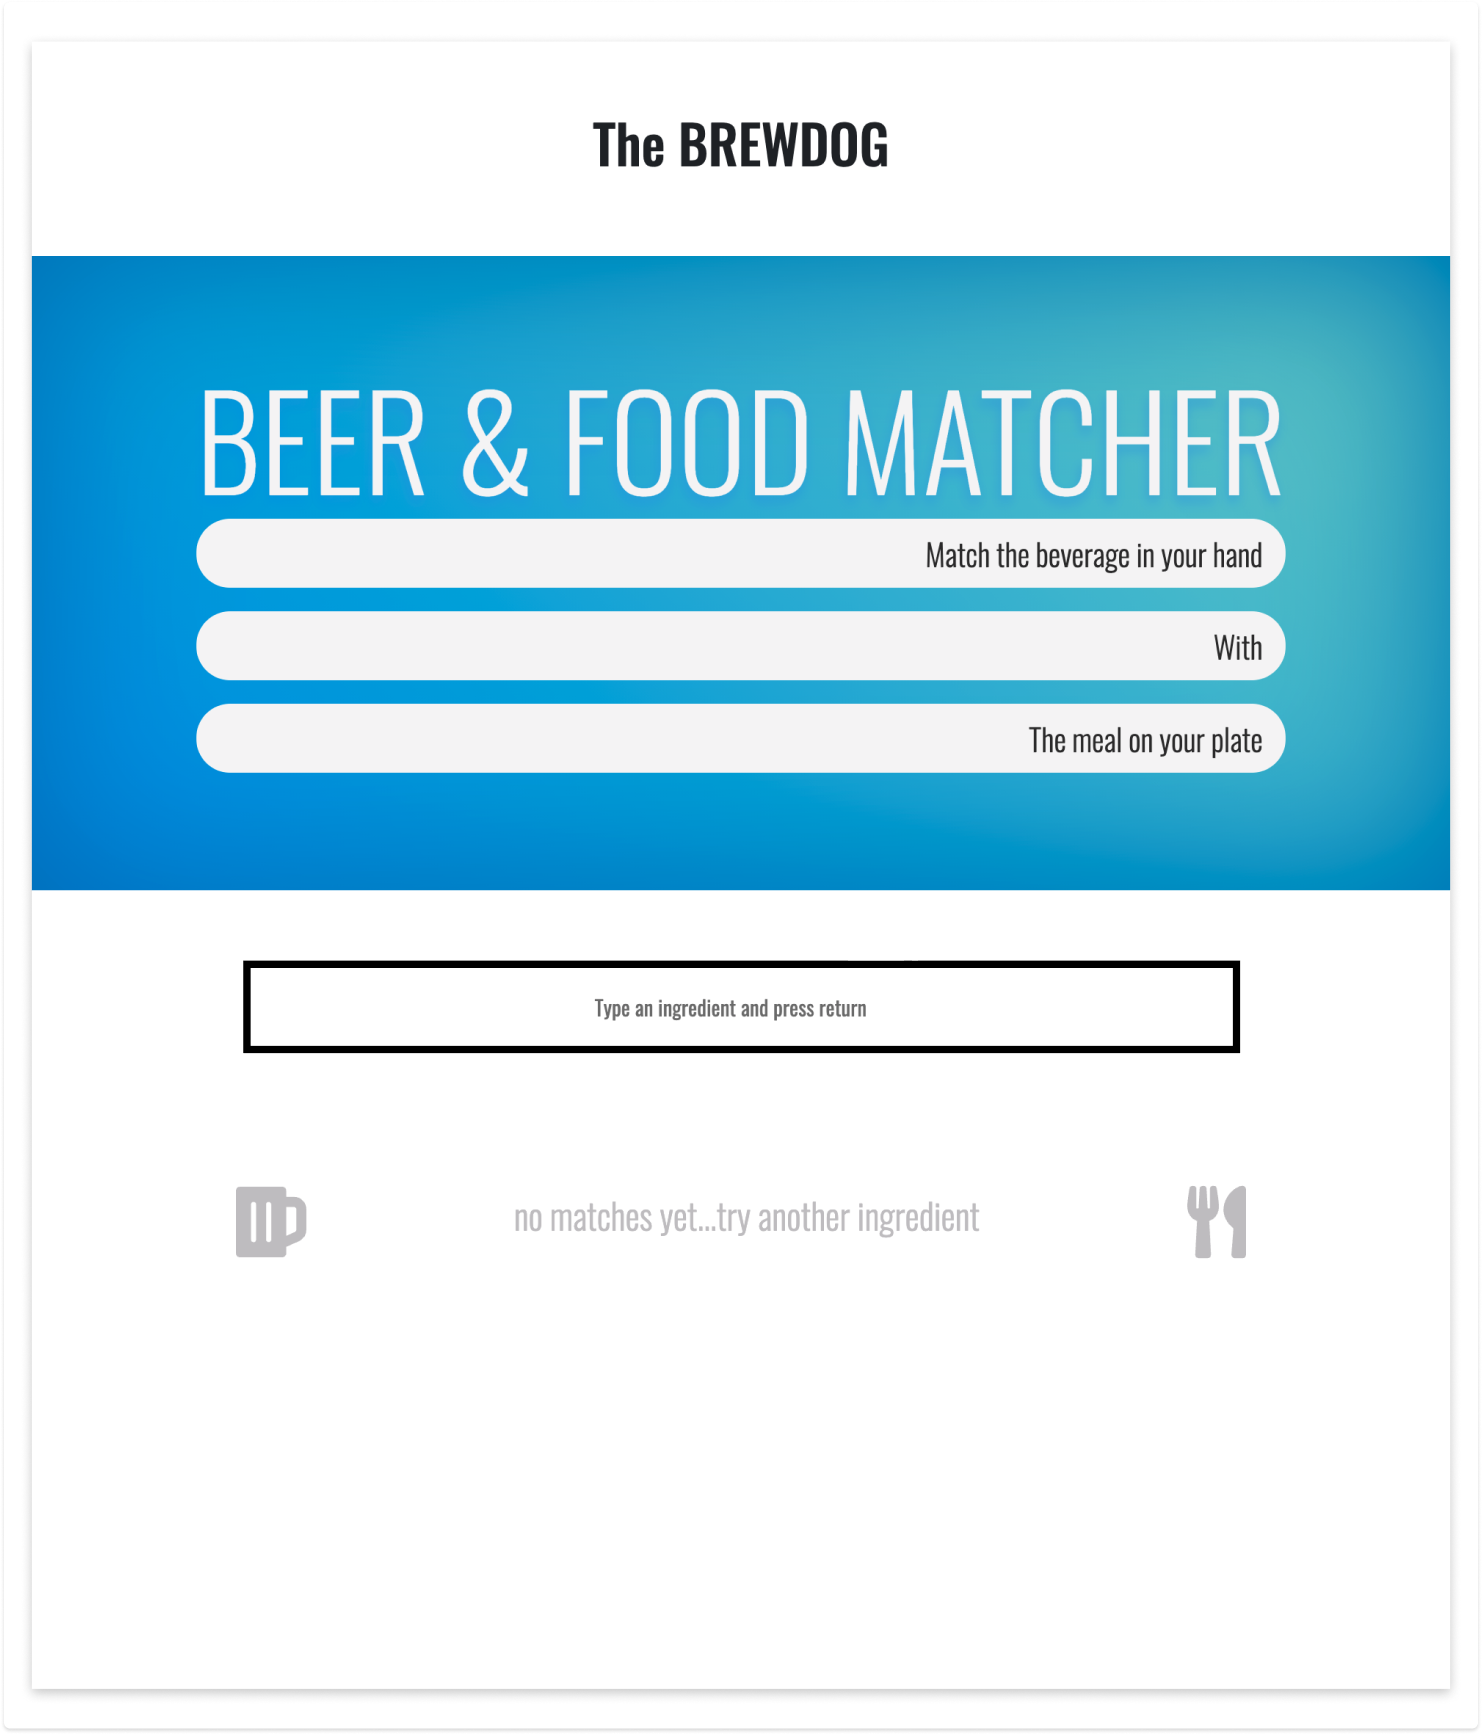 The BREWDOG
BEER & FOOD MATCHER
Match the beverage in your hand
With
The meal on your plate
Type an ingredient and press return
no matches yet...try another ingredient